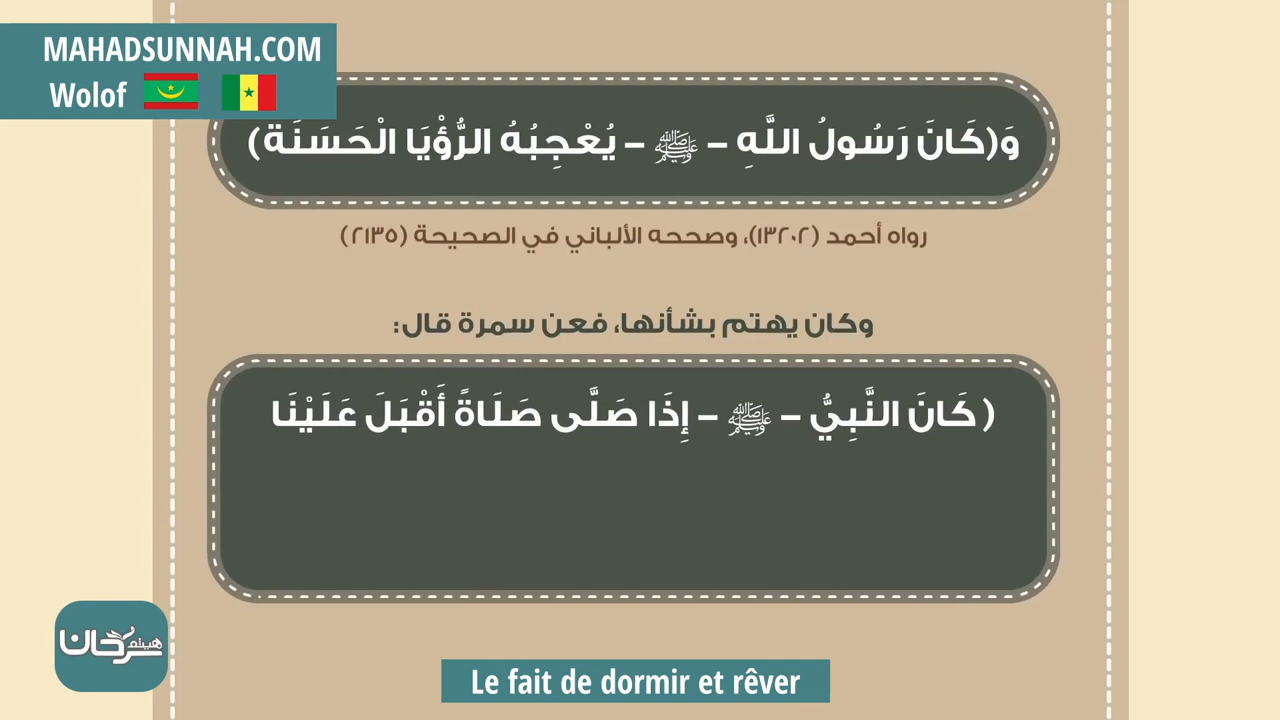 MAHADSUNNAH.COM
Wolof
وَ(كَانَ رَسُولُ اللَّهِ – ﷺ – يُعْجِبُهُ الرُّؤْيَا الْحَسَنَة)
رواه أحمد (١٣٢٠٢)، وصححه الألباني في الصحيحة (٢١٣٥)
وكان يهتم بشأنها، فعن سمرة قال:
( كَانَ النَّبِيُّ – ﷺ – إِذَا صَلَّى صَلَاةً أَقْبَلَ عَلَيْنَا
هيثم سرحان
Le fait de dormir et rêver